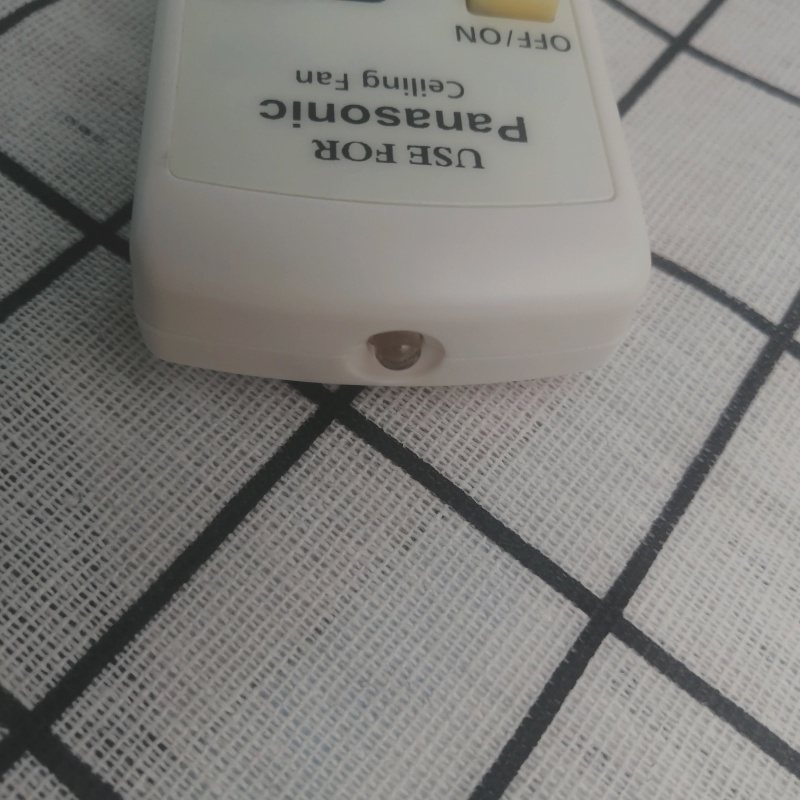 USE FOR
Panasonic
Ceiling Fan
OFF/ON